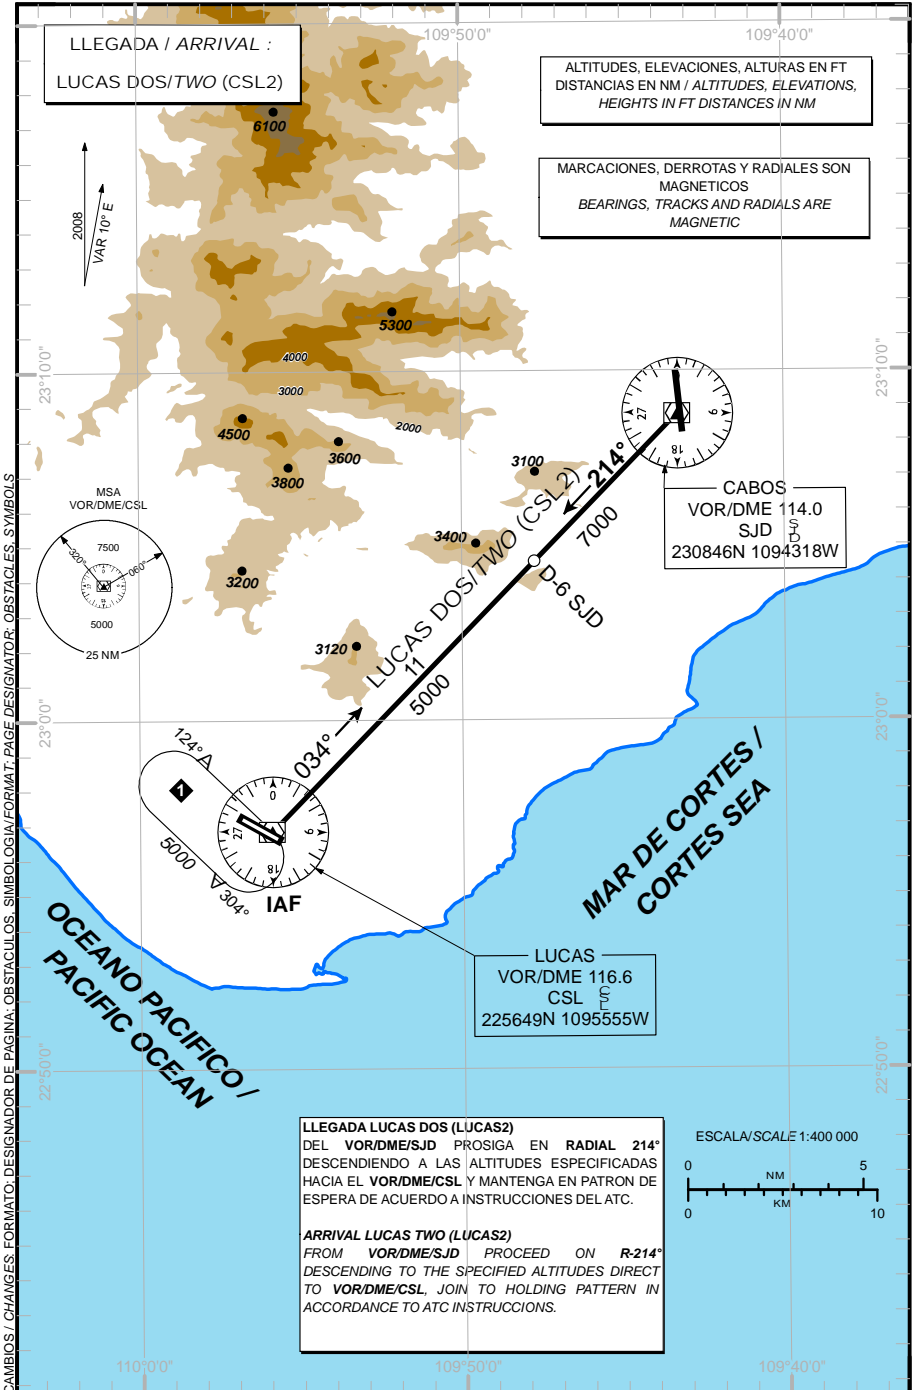 LLEGADA / ARRIVAL :
LUCAS DOS/TWO (CSL2)
109°50'0"
109°40'0"
ALTITUDES, ELEVACIONES, ALTURAS EN FT
DISTANCIAS EN NM / ALTITUDES, ELEVATIONS,
HEIGHTS IN FT DISTANCES IN NM
MARCACIONES, DERROTAS Y RADIALES SON
MAGNETICOS
BEARINGS, TRACKS AND RADIALS ARE
MAGNETIC
2008
VAR 10° E
6100
5300
4000
3000
2000
4500
3600
3800
3100
3400
3200
3120
23°10'0"
23°10'0"
0
9
18
27
CABOS
VOR/DME 114.0
SJD S J D
230846N 1094318W
214°
7000
LUCAS DOS/TWO (CSL2)
D-6 SJD
11
5000
034°
MSA
VOR/DME/CSL
320°
7500
060°
5000
25 NM
23°0'0"
23°0'0"
124°
1
5000
304°
0
9
18
27
IAF
MAR DE CORTES /
CORTES SEA
OCEANO PACIFICO /
PACIFIC OCEAN
LUCAS
VOR/DME 116.6
CSL C S L
225649N 1095555W
22°50'0"
22°50'0"
LLEGADA LUCAS DOS (LUCAS2)
DEL VOR/DME/SJD PROSIGA EN RADIAL 214°
DESCENDIENDO A LAS ALTITUDES ESPECIFICADAS
HACIA EL VOR/DME/CSL Y MANTENGA EN PATRON DE
ESPERA DE ACUERDO A INSTRUCCIONES DEL ATC.
ARRIVAL LUCAS TWO (LUCAS2)
FROM VOR/DME/SJD PROCEED ON R-214°
DESCENDING TO THE SPECIFIED ALTITUDES DIRECT
TO VOR/DME/CSL, JOIN TO HOLDING PATTERN IN
ACCORDANCE TO ATC INSTRUCCIONS.
ESCALA/SCALE 1:400 000
0 5
NM
KM
0 10
110°0'0"
109°50'0"
109°40'0"
CAMBIOS / CHANGES: FORMATO; DESIGNADOR DE PAGINA; OBSTACULOS, SIMBOLOGIA/FORMAT; PAGE DESIGNATOR; OBSTACLES, SYMBOLS